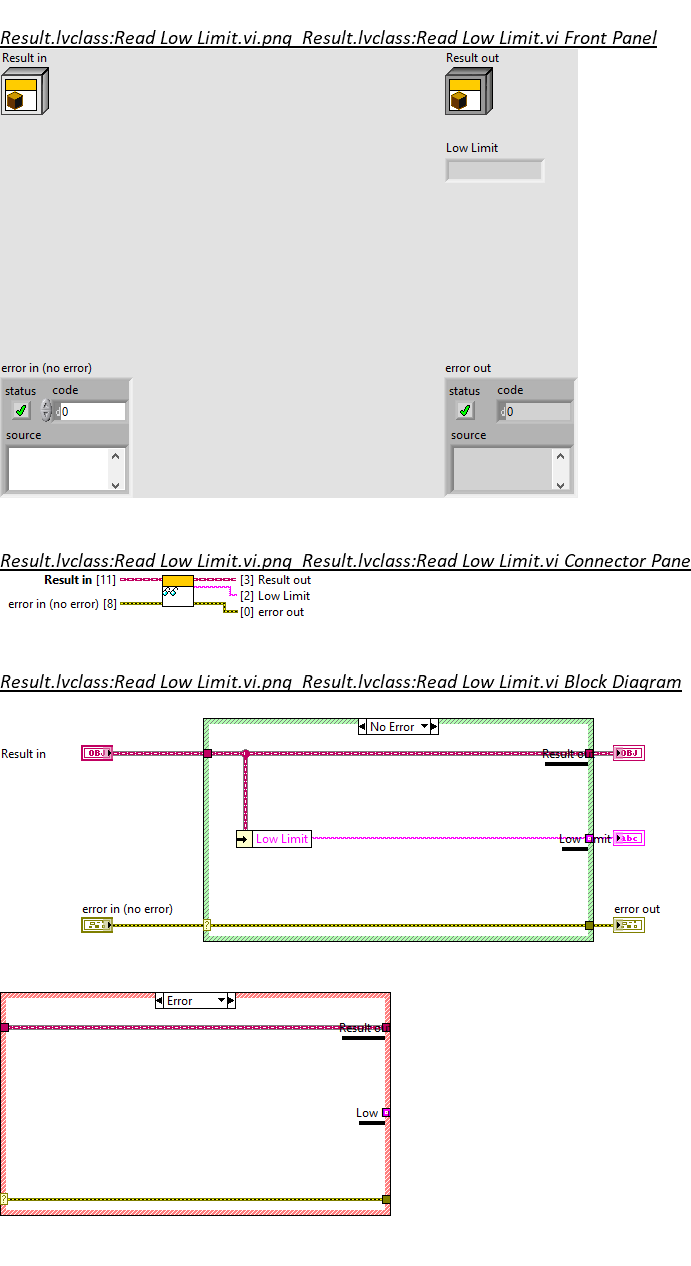 Result.lvclass:Read Low Limit.vi.png  Result.lvclass:Read Low Limit.vi Front Panel
Result in
Result out
Low Limit
error in (no error)
error out
status code
status code
d 0
d 0
source
source
Result.lvclass:Read Low Limit.vi.png  Result.lvclass:Read Low Limit.vi Connector Pane
Result in [11]
[3] Result out
[2] Low Limit
error in (no error) [8]
[0] error out
Result.lvclass:Read Low Limit.vi.png  Result.lvclass:Read Low Limit.vi Block Diagram
No Error
Result in
OBJ
Result out
OBJ
Low Limit
Low Limit
abc
error in (no error)
error out
?
Error
Result out
Low
?